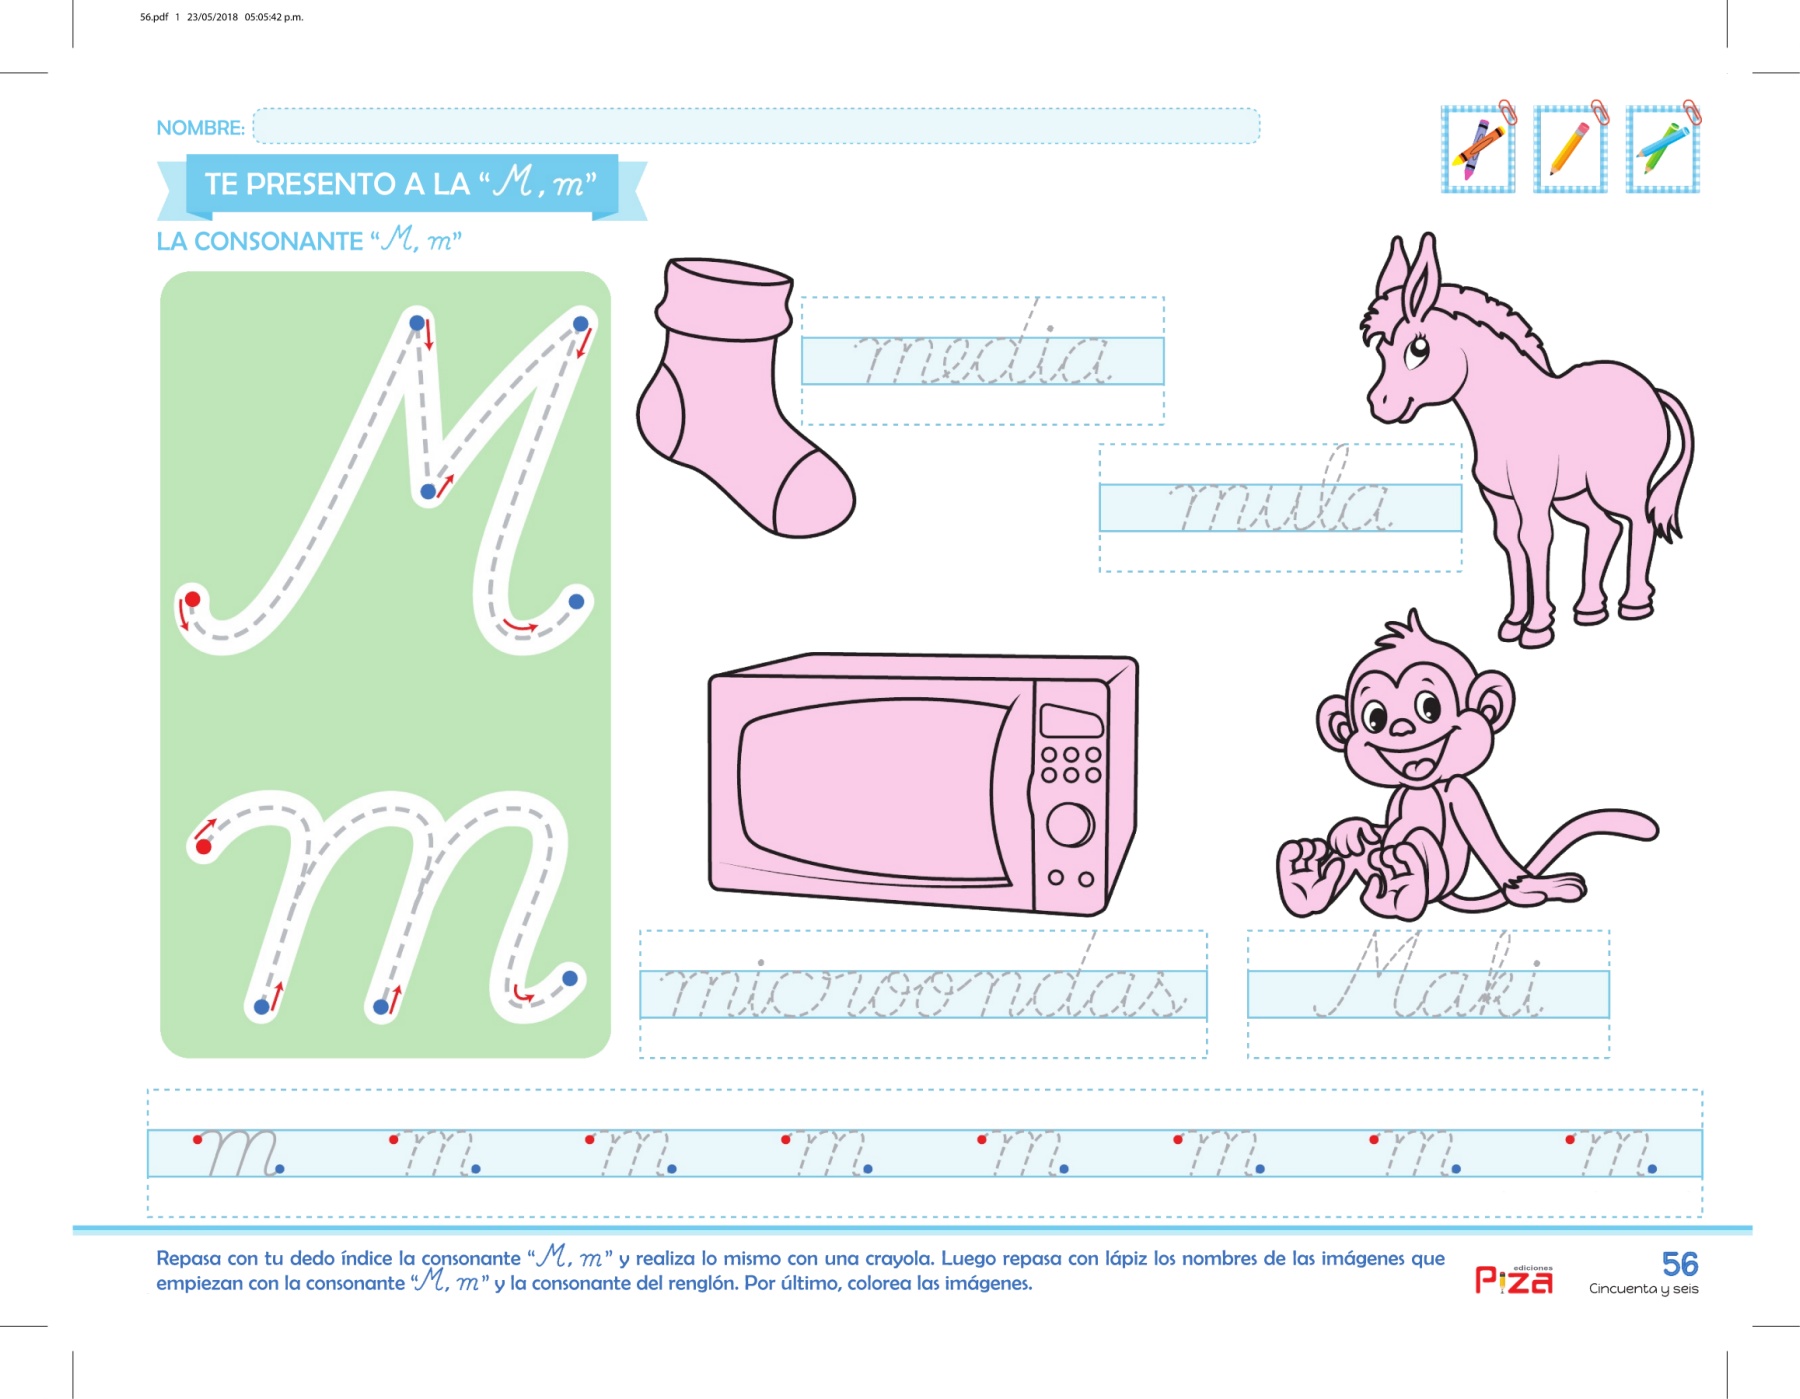 56.pdf 1 23/05/2018 05:05:42 p.m.
NOMBRE:
TE PRESENTO A LA “M, m”
LA CONSONANTE “M, m”
M
m
media
mula
microondas
Maki
m m m m m m m m
Repasa con tu dedo índice la consonante “M, m” y realiza lo mismo con una crayola. Luego repasa con lápiz los nombres de las imágenes que
empiezan con la consonante “M, m” y la consonante del renglón. Por último, colorea las imágenes.
ediciones
Piza
56
Cincuenta y seis